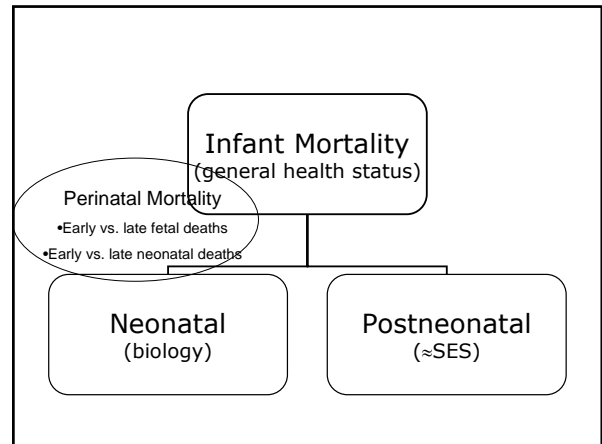 Infant Mortality
(general health status)
Perinatal Mortality
•Early vs. late fetal deaths
•Early vs. late neonatal deaths
Neonatal
(biology)
Postneonatal
(≈SES)